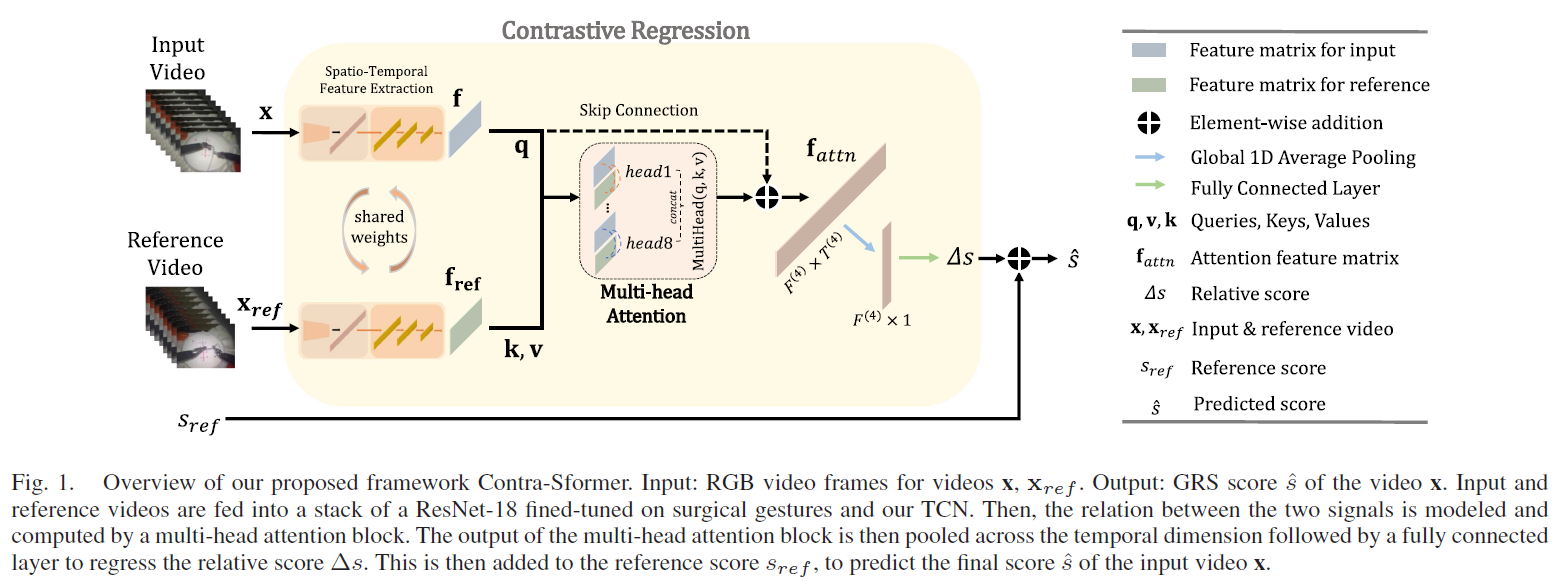 Contrastive Regression
Input
Video
x
Spatio-Temporal
Feature Extraction
f
Skip Connection
q
shared
weights
head1
...
head8
concat
MultiHead(q, k, v)
Multi-head
Attention
f_attn
F^(4) × T^(4)
F^(4) × 1
Δs
ŝ
Reference
Video
x_ref
f_ref
k, v
s_ref
Feature matrix for input
Feature matrix for reference
Element-wise addition
Global 1D Average Pooling
Fully Connected Layer
q, v, k Queries, Keys, Values
f_attn Attention feature matrix
Δs Relative score
x, x_ref Input & reference video
s_ref Reference score
ŝ Predicted score
Fig. 1. Overview of our proposed framework Contra-Sformer. Input: RGB video frames for videos x, x_ref. Output: GRS score ŝ of the video x. Input and
reference videos are fed into a stack of a ResNet-18 fined-tuned on surgical gestures and our TCN. Then, the relation between the two signals is modeled and
computed by a multi-head attention block. The output of the multi-head attention block is then pooled across the temporal dimension followed by a fully connected
layer to regress the relative score Δs. This is then added to the reference score s_ref, to predict the final score ŝ of the input video x.